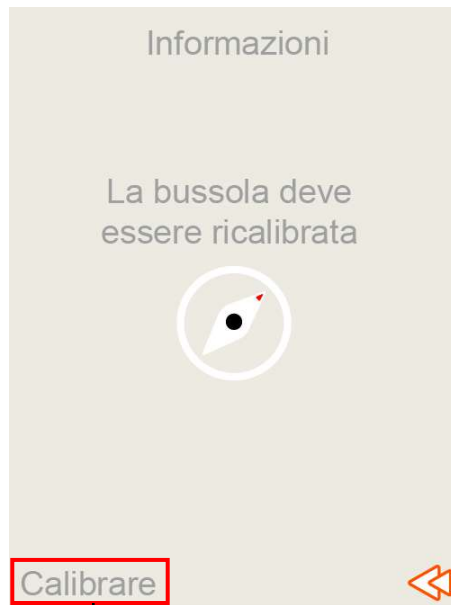 Informazioni
La bussola deve
essere ricalibrata
Calibrare